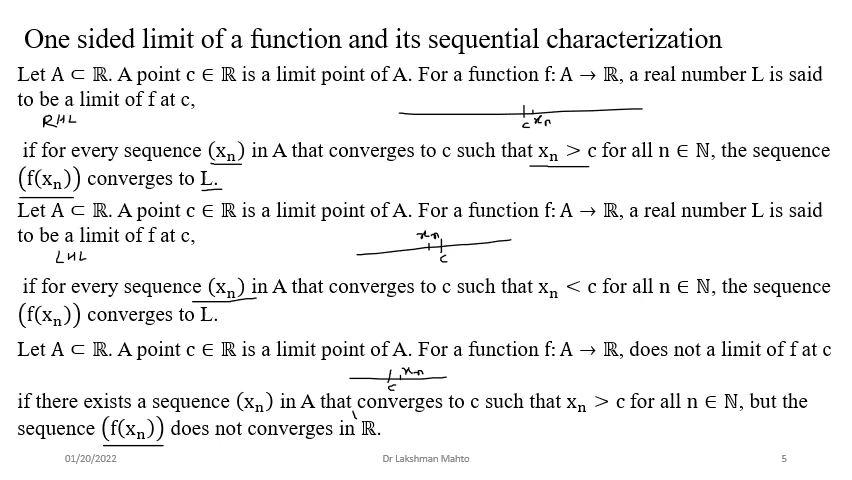 One sided limit of a function and its sequential characterization
Let A ⊂ ℝ. A point c ∈ ℝ is a limit point of A. For a function f: A → ℝ, a real number L is said
to be a limit of f at c,
RHL
c xₙ
if for every sequence (xₙ) in A that converges to c such that xₙ > c for all n ∈ ℕ, the sequence
(f(xₙ)) converges to L.
Let A ⊂ ℝ. A point c ∈ ℝ is a limit point of A. For a function f: A → ℝ, a real number L is said
to be a limit of f at c,
xₙ
LHL
c
if for every sequence (xₙ) in A that converges to c such that xₙ < c for all n ∈ ℕ, the sequence
(f(xₙ)) converges to L.
Let A ⊂ ℝ. A point c ∈ ℝ is a limit point of A. For a function f: A → ℝ, does not a limit of f at c
xₙ
c
if there exists a sequence (xₙ) in A that converges to c such that xₙ > c for all n ∈ ℕ, but the
sequence (f(xₙ)) does not converges in ℝ.
01/20/2022 Dr Lakshman Mahto 5